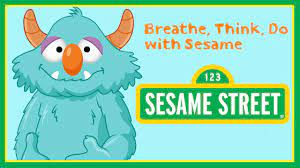 Breathe, Think, Do
with Sesame
123
SESAME STREET